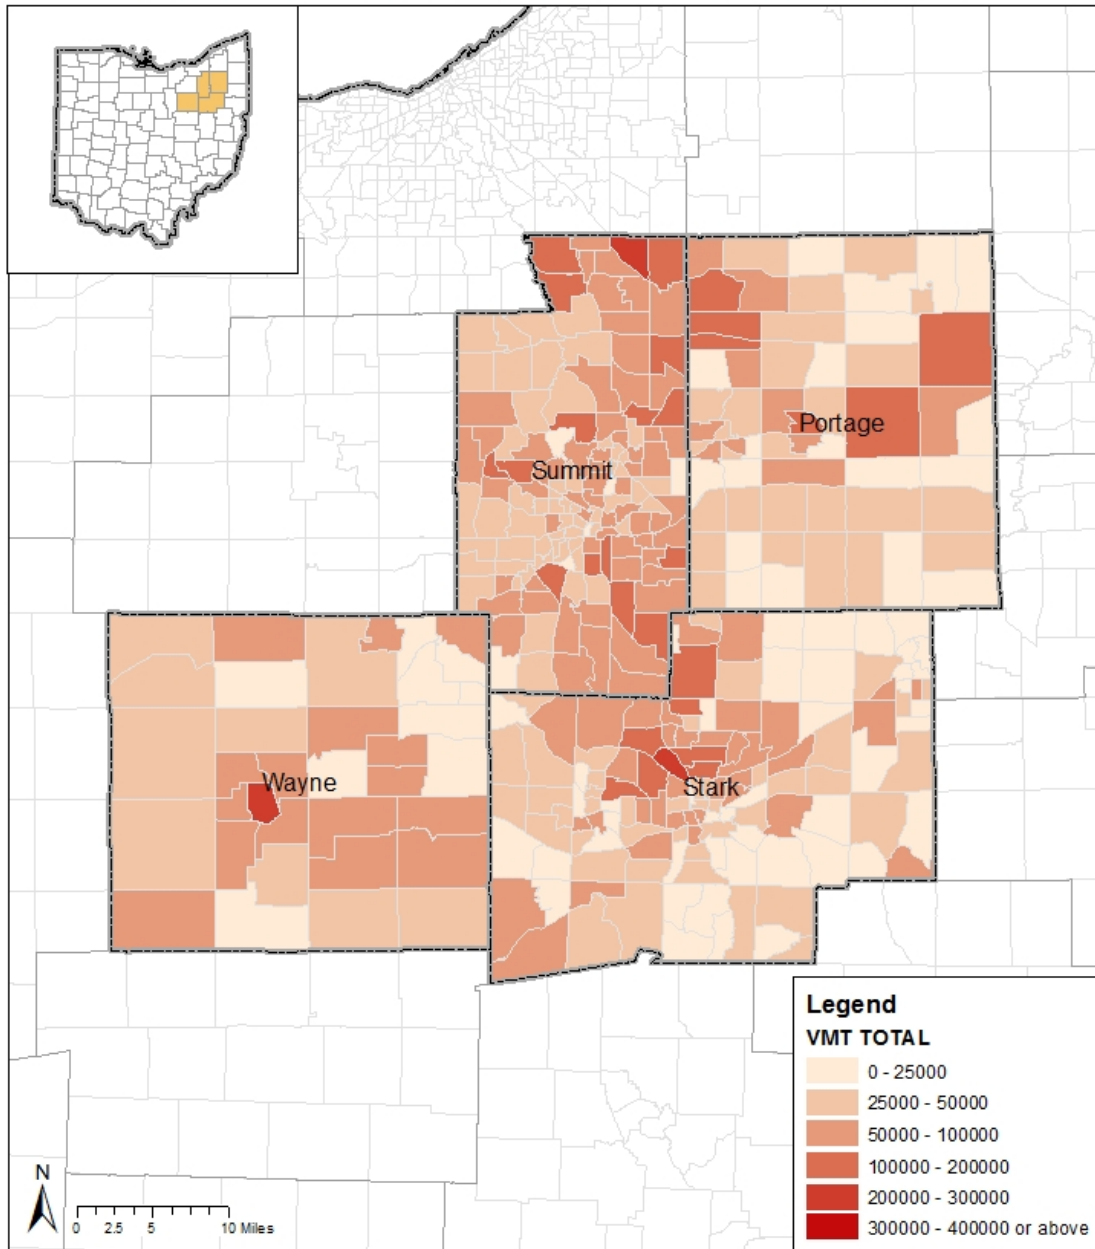 Portage
Summit
Wayne
Stark
Legend
VMT TOTAL
0 - 25000
25000 - 50000
50000 - 100000
100000 - 200000
200000 - 300000
300000 - 400000 or above
N
0 2.5 5 10 Miles